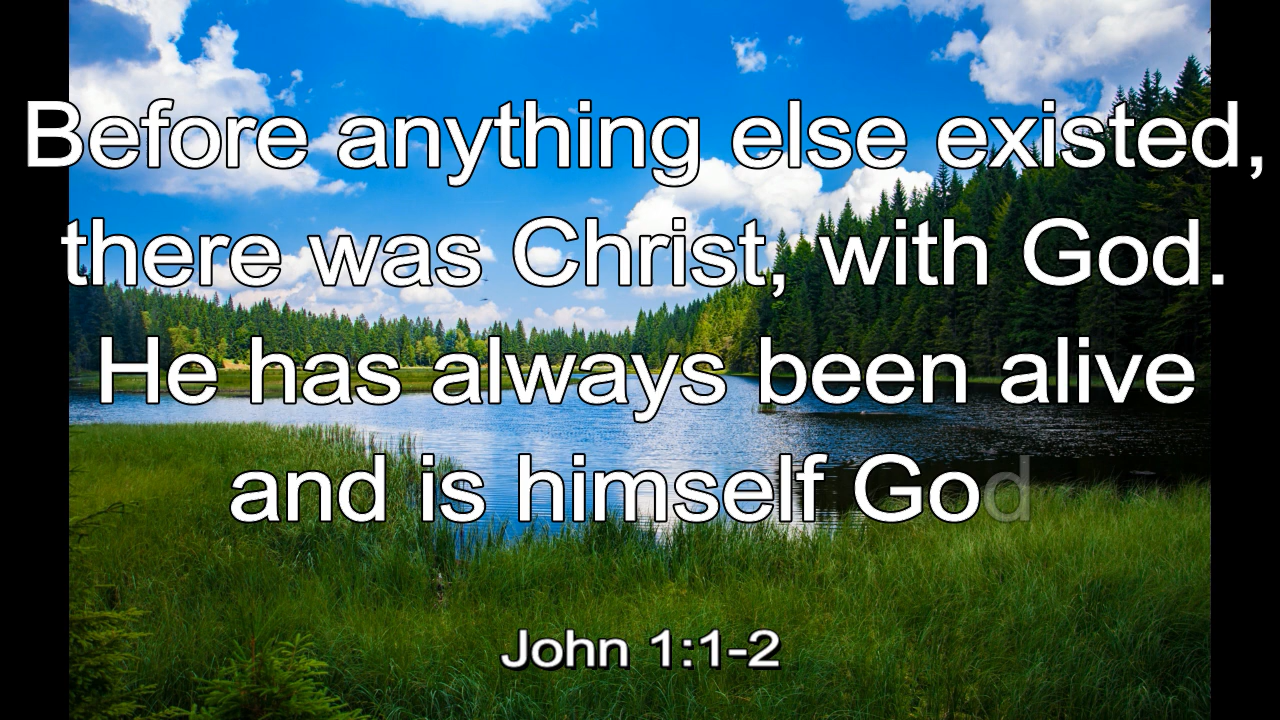 Before anything else existed,
there was Christ, with God.
He has always been alive
and is himself God
John 1:1-2